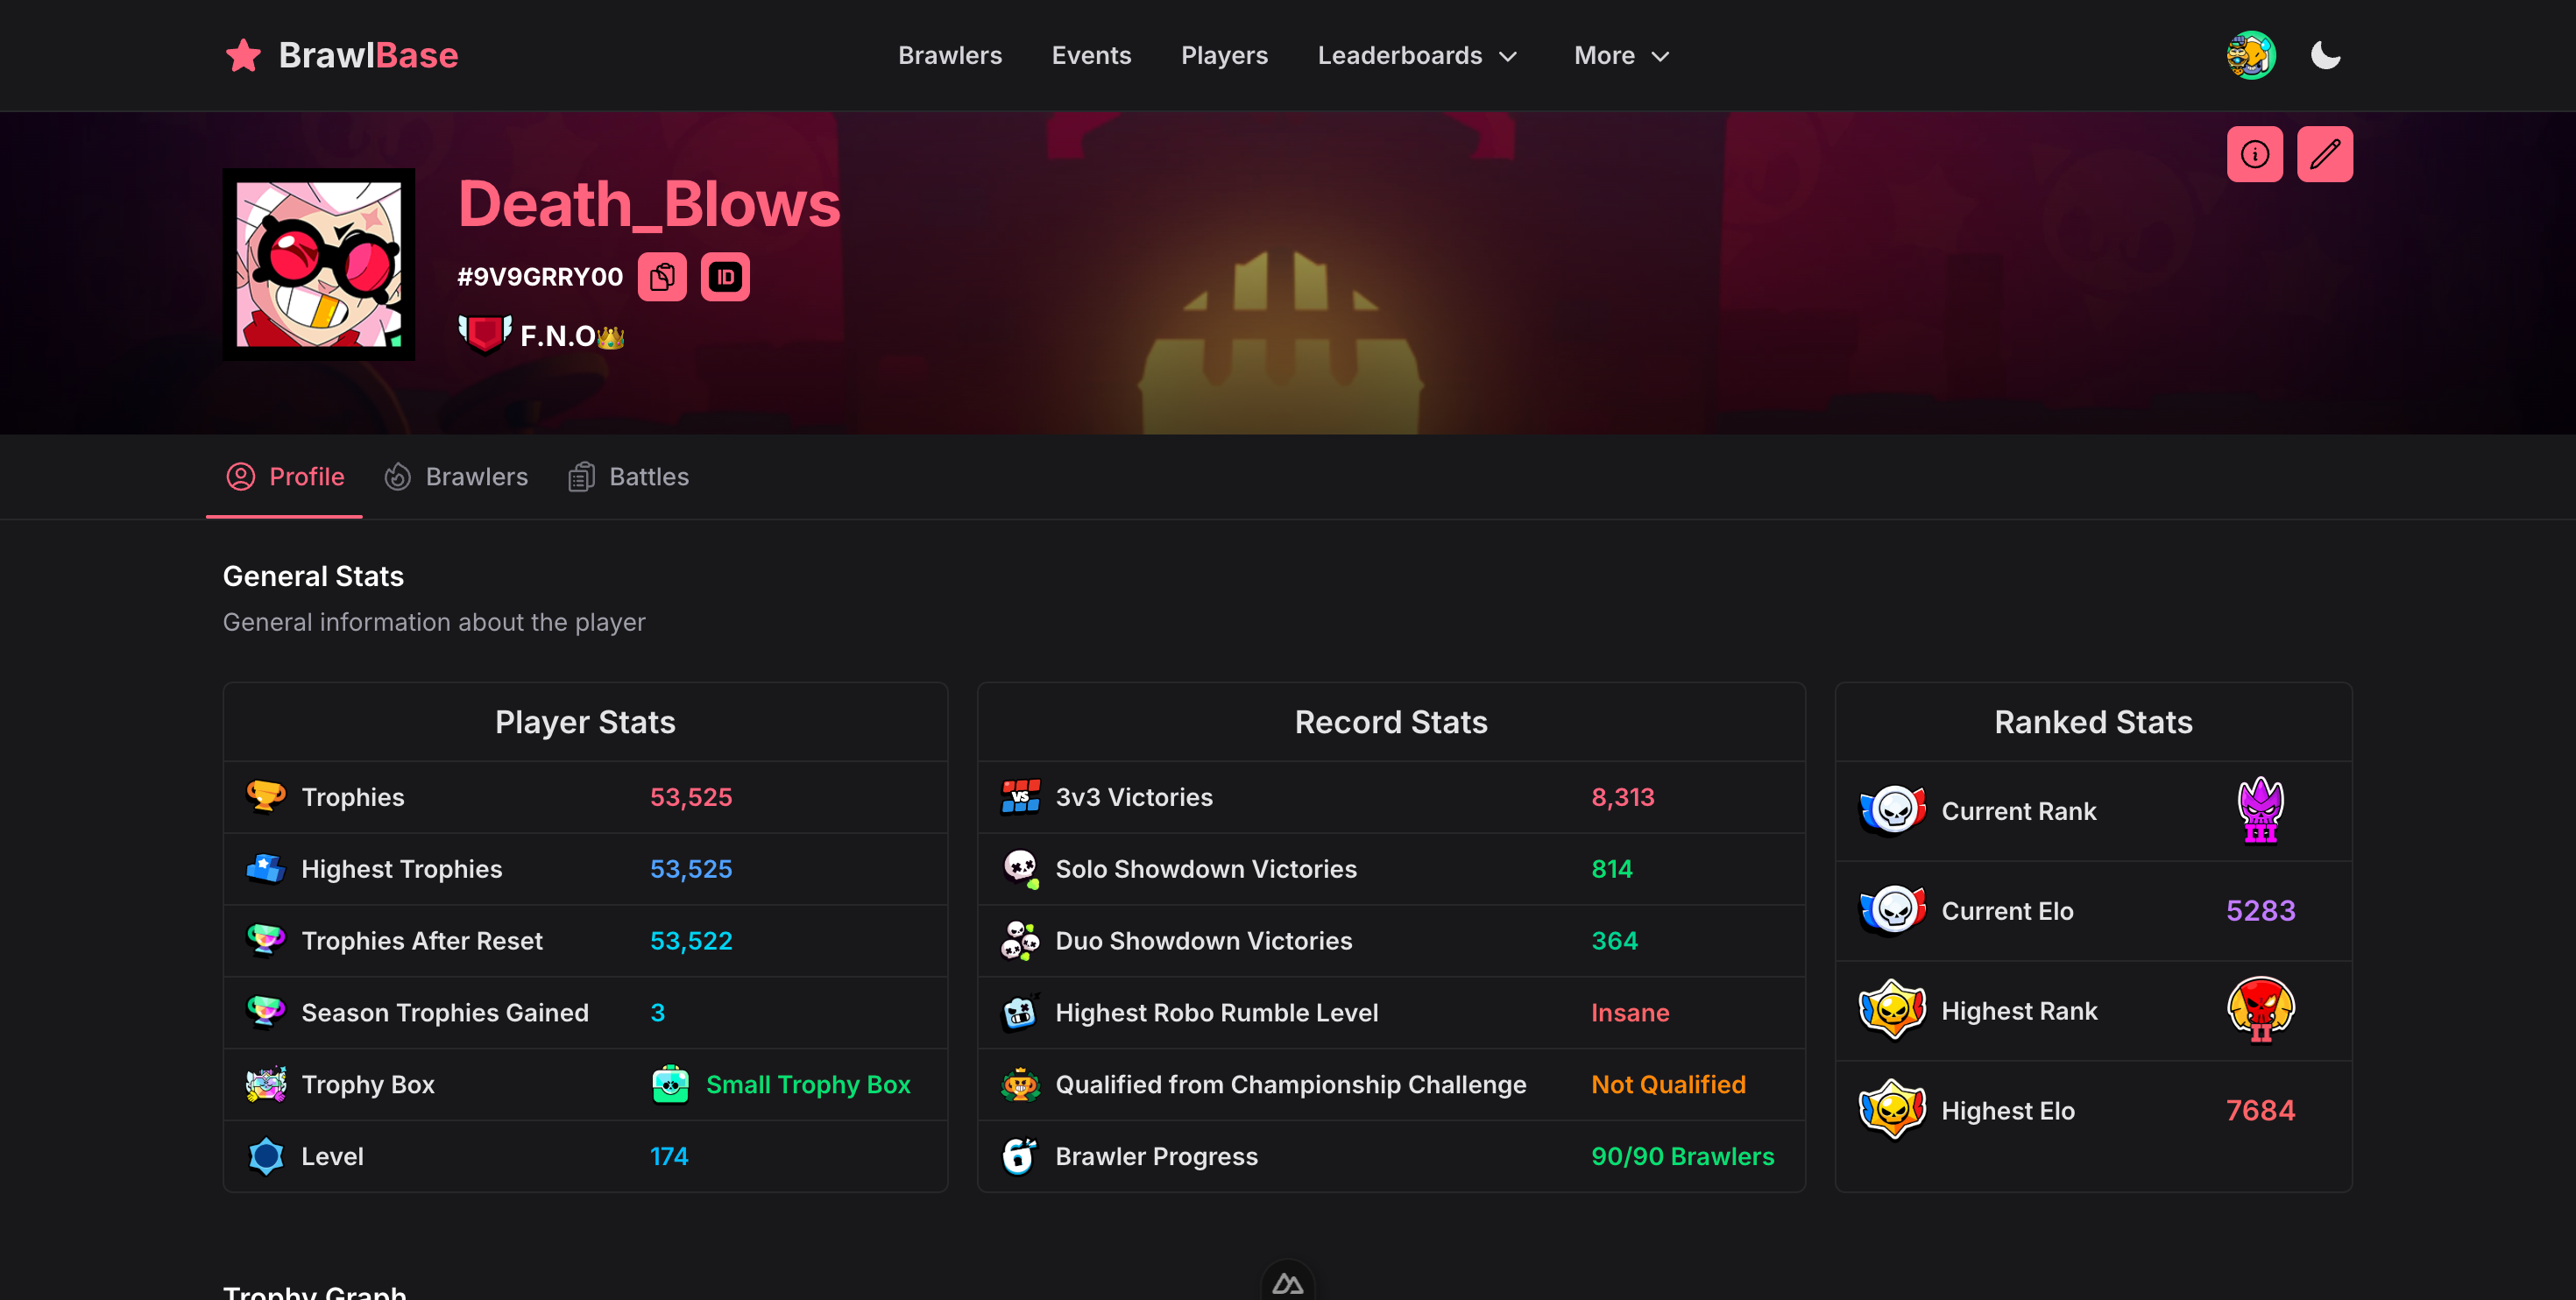 BrawlBase
Brawlers Events Players Leaderboards More
Death_Blows
#9V9GRRY00 ID
F.N.O👑
Profile Brawlers Battles
General Stats
General information about the player
Player Stats
Trophies 53,525
Highest Trophies 53,525
Trophies After Reset 53,522
Season Trophies Gained 3
Trophy Box Small Trophy Box
Level 174
Record Stats
VS 3v3 Victories 8,313
Solo Showdown Victories 814
Duo Showdown Victories 364
Highest Robo Rumble Level Insane
Qualified from Championship Challenge Not Qualified
Brawler Progress 90/90 Brawlers
Ranked Stats
Current Rank III
Current Elo 5283
Highest Rank II
Highest Elo 7684
Trophy Graph